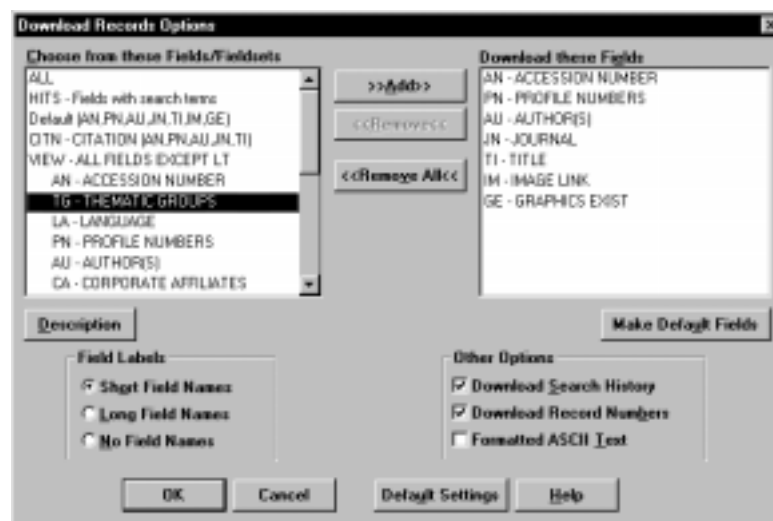 Download Records Options
Choose from these Fields/Fieldsets
ALL
HITS - Fields with search terms
Default (AN,PN,AU,JN,TI,IM,GE)
CITN - CITATION (AN,PN,AU,JN,TI)
VIEW - ALL FIELDS EXCEPT LT
AN - ACCESSION NUMBER
TG - THEMATIC GROUPS
LA - LANGUAGE
PN - PROFILE NUMBERS
AU - AUTHOR(S)
CA - CORPORATE AFFILIATES
>>Add>>
<<Remove<<
<<Remove All<<
Download these Fields
AN - ACCESSION NUMBER
PN - PROFILE NUMBERS
AU - AUTHOR(S)
JN - JOURNAL
TI - TITLE
IM - IMAGE LINK
GE - GRAPHICS EXIST
Description
Make Default Fields
Field Labels
Short Field Names
Long Field Names
No Field Names
Other Options
Download Search History
Download Record Numbers
Formatted ASCII Text
OK
Cancel
Default Settings
Help